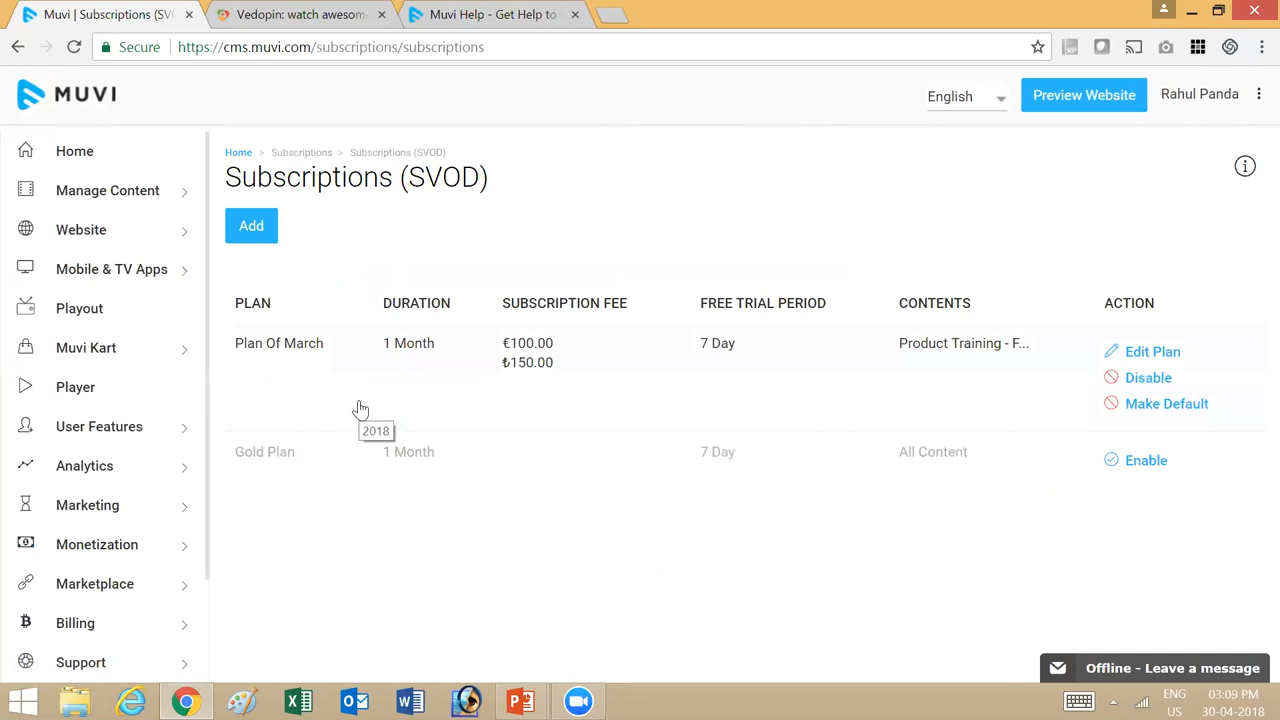 Muvi | Subscriptions (SVO
Vedopin: watch awesom
Muvi Help - Get Help to
Secure
https://cms.muvi.com/subscriptions/subscriptions
MUVI
English
Preview Website
Rahul Panda
Home
Manage Content
Website
Mobile & TV Apps
Playout
Muvi Kart
Player
User Features
Analytics
Marketing
Monetization
Marketplace
Billing
Support
Home > Subscriptions > Subscriptions (SVOD)
Subscriptions (SVOD)
Add
PLAN DURATION SUBSCRIPTION FEE FREE TRIAL PERIOD CONTENTS ACTION
Plan Of March 1 Month €100.00 7 Day Product Training - F... Edit Plan
₺150.00
Disable
Make Default
2018
Gold Plan 1 Month 7 Day All Content Enable
Offline - Leave a message
ENG 03:09 PM
US 30-04-2018